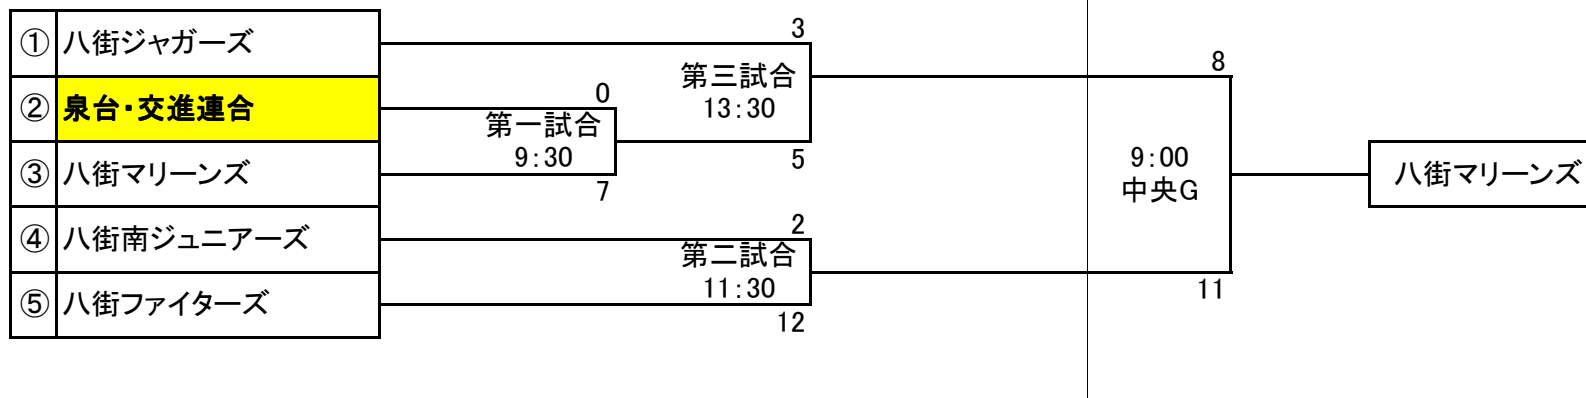 ① 八街ジャガーズ
3
第三試合
13:30
8
② 泉台・交進連合
0
第一試合
9:30
③ 八街マリーンズ
7
5
9:00
中央G
八街マリーンズ
④ 八街南ジュニアーズ
2
第二試合
11:30
⑤ 八街ファイターズ
12
11